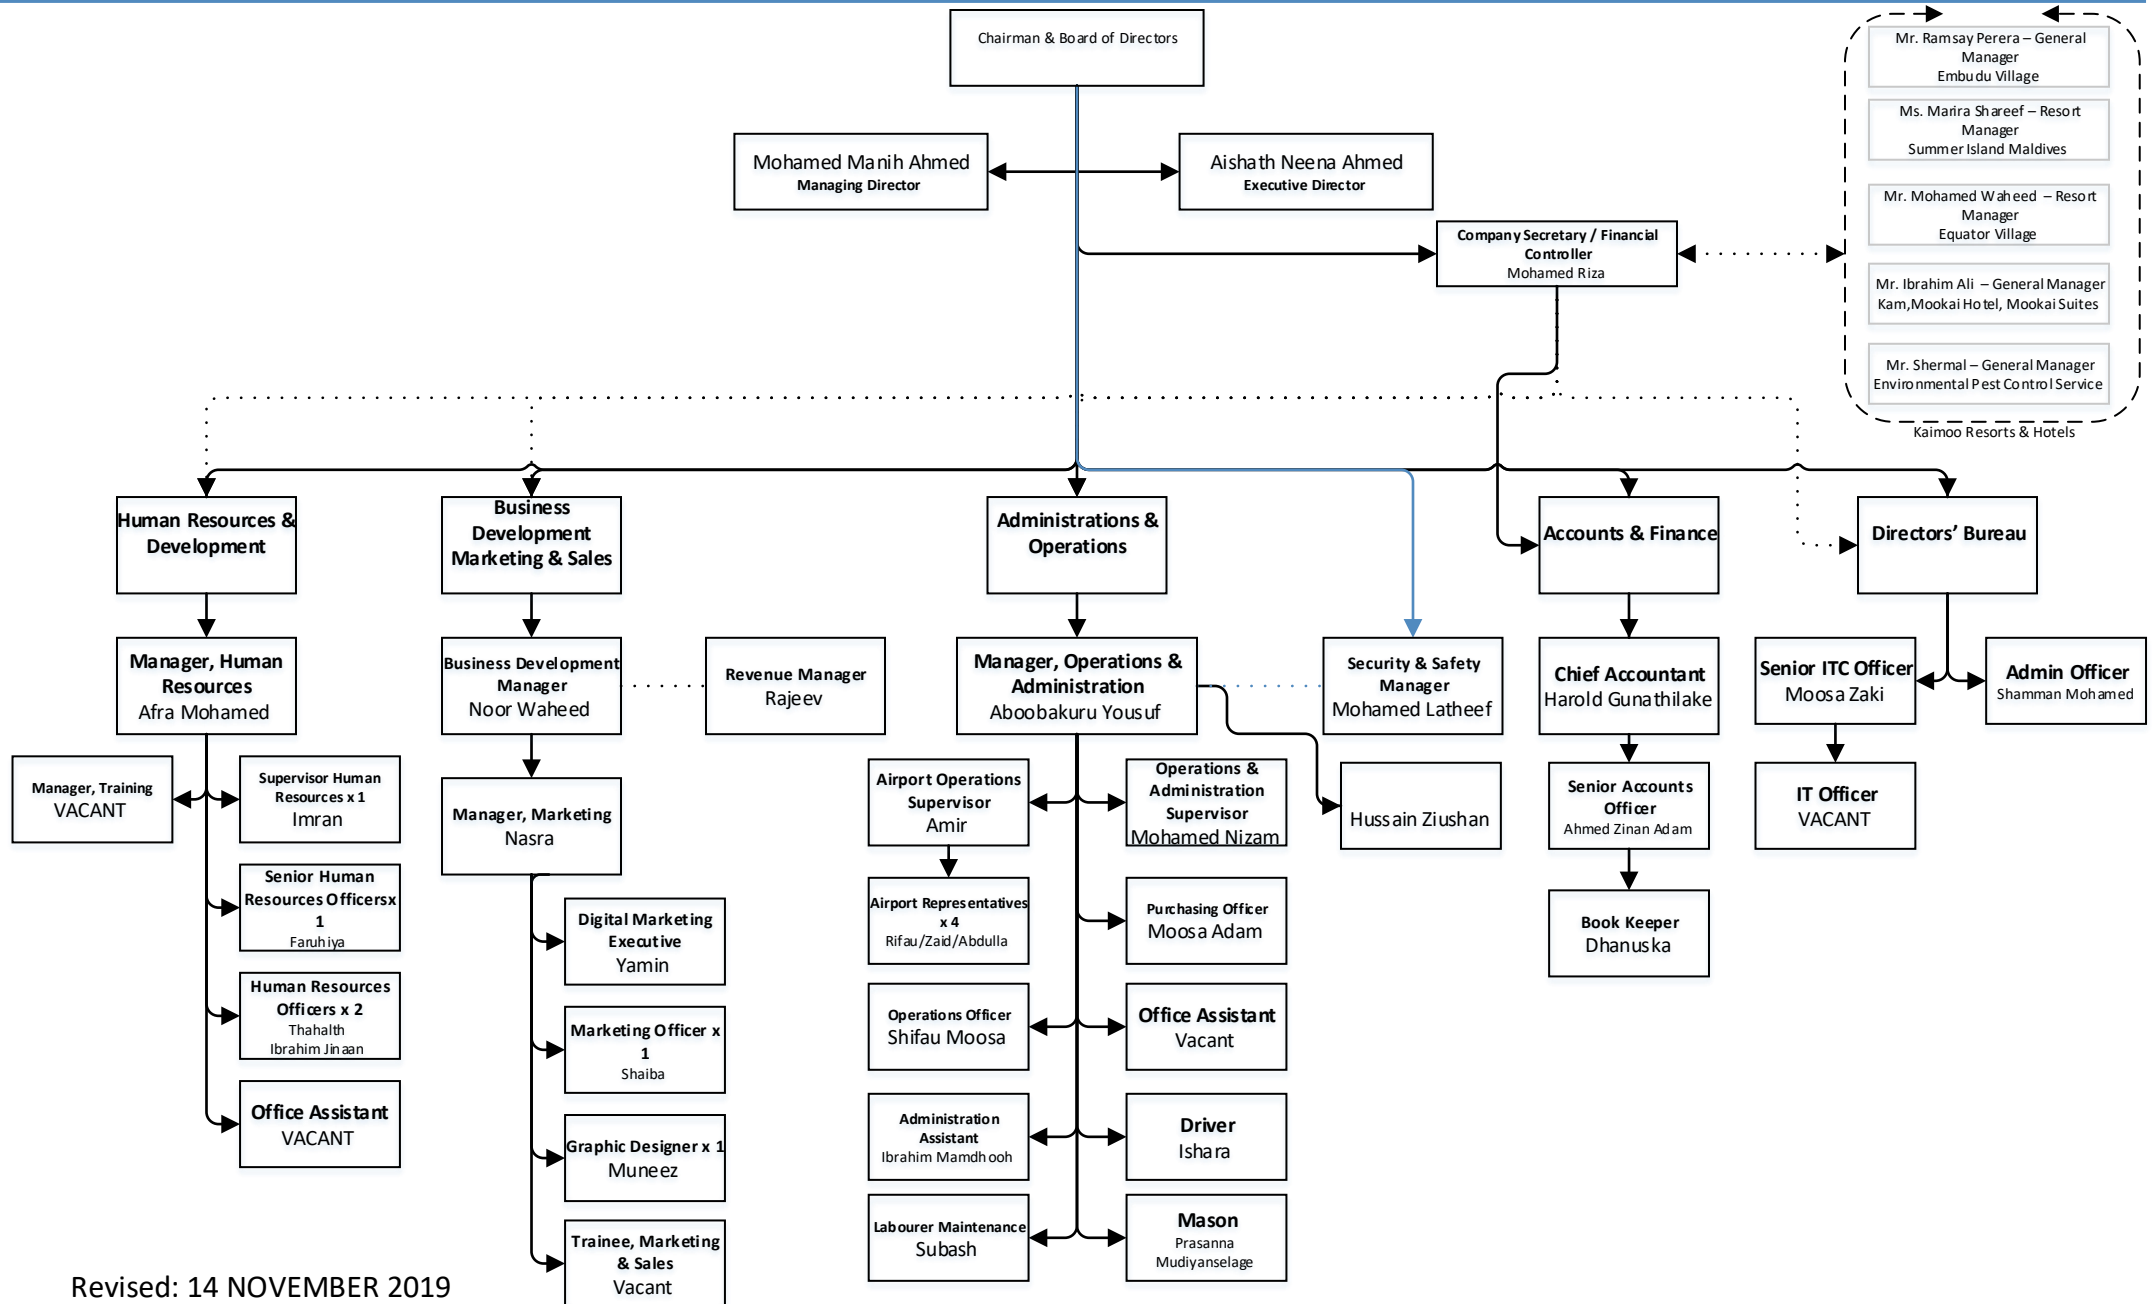 Chairman & Board of Directors
Mr. Ramsay Perera – General
Manager
Embudu Village
Ms. Marira Shareef – Resort
Manager
Summer Island Maldives
Mr. Mohamed Waheed – Resort
Manager
Equator Village
Mr. Ibrahim Ali – General Manager
Kam,Mookai Hotel, Mookai Suites
Mr. Shermal – General Manager
Environmental Pest Control Service
Kaimoo Resorts & Hotels
Mohamed Manih Ahmed
Managing Director
Aishath Neena Ahmed
Executive Director
Company Secretary / Financial
Controller
Mohamed Riza
Human Resources &
Development
Business
Development
Marketing & Sales
Administrations &
Operations
Accounts & Finance
Directors’ Bureau
Manager, Human
Resources
Afra Mohamed
Business Development
Manager
Noor Waheed
Revenue Manager
Rajeev
Manager, Operations &
Administration
Aboobakuru Yousuf
Security & Safety
Manager
Mohamed Latheef
Chief Accountant
Harold Gunathilake
Senior ITC Officer
Moosa Zaki
Admin Officer
Shamman Mohamed
Manager, Training
VACANT
Supervisor Human
Resources x 1
Imran
Senior Human
Resources Officersx
1
Faruhiya
Human Resources
Officers x 2
Thahalth
Ibrahim Jinaan
Office Assistant
VACANT
Manager, Marketing
Nasra
Digital Marketing
Executive
Yamin
Marketing Officer x
1
Shaiba
Graphic Designer x 1
Muneez
Trainee, Marketing
& Sales
Vacant
Airport Operations
Supervisor
Amir
Operations &
Administration
Supervisor
Mohamed Nizam
Hussain Ziushan
Airport Representatives
x 4
Rifau/Zaid/Abdulla
Purchasing Officer
Moosa Adam
Operations Officer
Shifau Moosa
Office Assistant
Vacant
Administration
Assistant
Ibrahim Mamdhooh
Driver
Ishara
Labourer Maintenance
Subash
Mason
Prasanna
Mudiyanselage
Senior Accounts
Officer
Ahmed Zinan Adam
Book Keeper
Dhanuska
IT Officer
VACANT
Revised: 14 NOVEMBER 2019